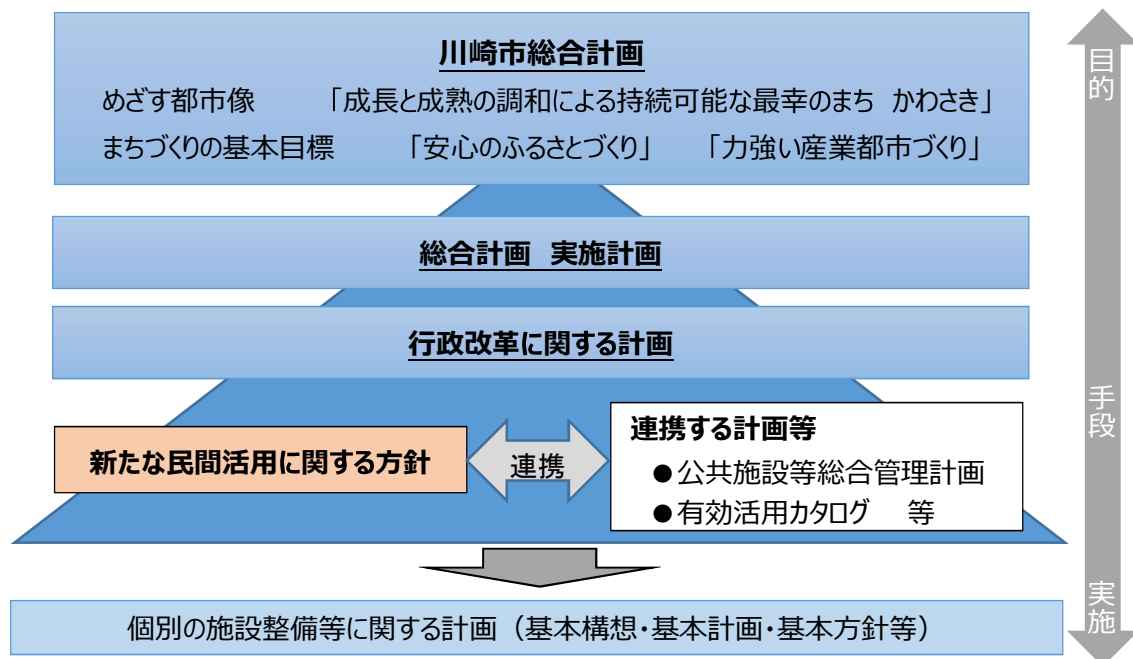 川崎市総合計画
めざす都市像 「成長と成熟の調和による持続可能な最幸のまち かわさき」
まちづくりの基本目標 「安心のふるさとづくり」 「力強い産業都市づくり」
総合計画 実施計画
行政改革に関する計画
新たな民間活用に関する方針
連携
連携する計画等
●公共施設等総合管理計画
●有効活用カタログ 等
個別の施設整備等に関する計画（基本構想・基本計画・基本方針等）
目的
手段
実施